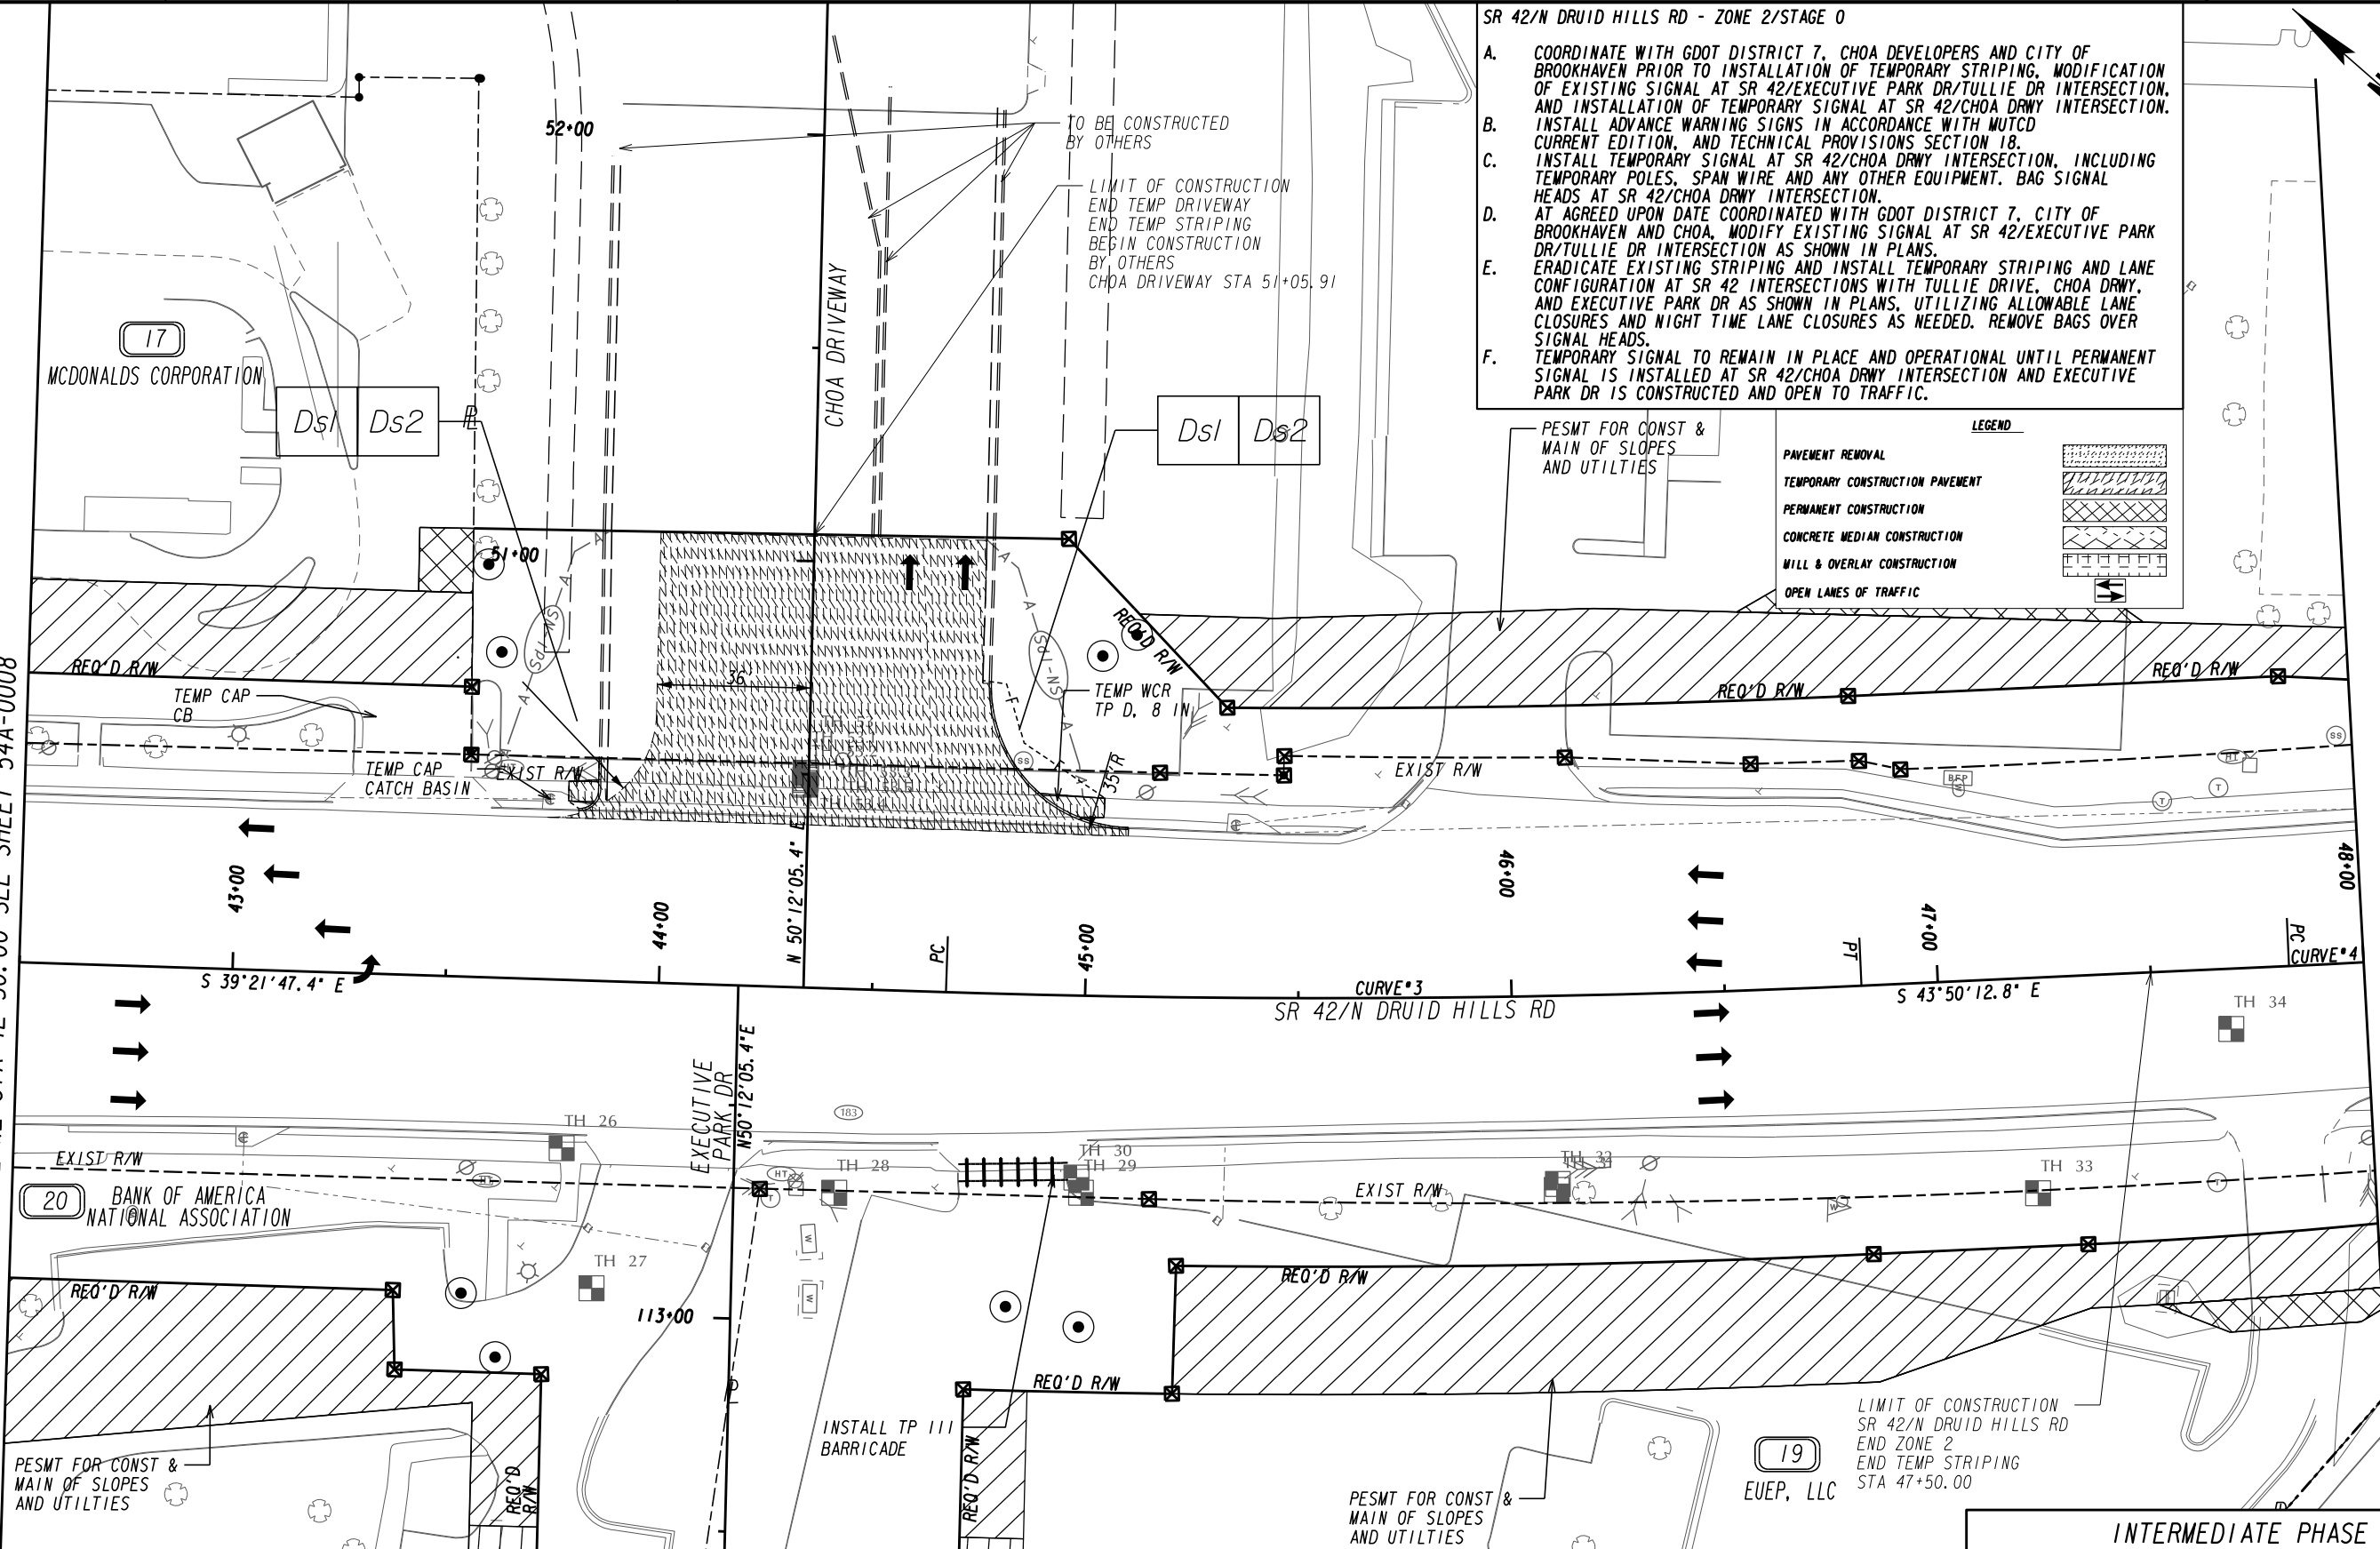 SR 42/N DRUID HILLS RD - ZONE 2/STAGE 0
A. COORDINATE WITH GDOT DISTRICT 7, CHOA DEVELOPERS AND CITY OF
BROOKHAVEN PRIOR TO INSTALLATION OF TEMPORARY STRIPING, MODIFICATION
OF EXISTING SIGNAL AT SR 42/EXECUTIVE PARK DR/TULLIE DR INTERSECTION,
AND INSTALLATION OF TEMPORARY SIGNAL AT SR 42/CHOA DRWY INTERSECTION.
B. INSTALL ADVANCE WARNING SIGNS IN ACCORDANCE WITH MUTCD
CURRENT EDITION, AND TECHNICAL PROVISIONS SECTION 18.
C. INSTALL TEMPORARY SIGNAL AT SR 42/CHOA DRWY INTERSECTION, INCLUDING
TEMPORARY POLES, SPAN WIRE AND ANY OTHER EQUIPMENT. BAG SIGNAL
HEADS AT SR 42/CHOA DRWY INTERSECTION.
D. AT AGREED UPON DATE COORDINATED WITH GDOT DISTRICT 7, CITY OF
BROOKHAVEN AND CHOA, MODIFY EXISTING SIGNAL AT SR 42/EXECUTIVE PARK
DR/TULLIE DR INTERSECTION AS SHOWN IN PLANS.
E. ERADICATE EXISTING STRIPING AND INSTALL TEMPORARY STRIPING AND LANE
CONFIGURATION AT SR 42 INTERSECTIONS WITH TULLIE DRIVE, CHOA DRWY,
AND EXECUTIVE PARK DR AS SHOWN IN PLANS, UTILIZING ALLOWABLE LANE
CLOSURES AND NIGHT TIME LANE CLOSURES AS NEEDED. REMOVE BAGS OVER
SIGNAL HEADS.
F. TEMPORARY SIGNAL TO REMAIN IN PLACE AND OPERATIONAL UNTIL PERMANENT
SIGNAL IS INSTALLED AT SR 42/CHOA DRWY INTERSECTION AND EXECUTIVE
PARK DR IS CONSTRUCTED AND OPEN TO TRAFFIC.
52+00
TO BE CONSTRUCTED
BY OTHERS
LIMIT OF CONSTRUCTION
END TEMP DRIVEWAY
END TEMP STRIPING
BEGIN CONSTRUCTION
BY OTHERS
CHOA DRIVEWAY STA 51+05.91
CHOA DRIVEWAY
17
MCDONALDS CORPORATION
Ds1 Ds2
Ds1 Ds2
PESMT FOR CONST &
MAIN OF SLOPES
AND UTILTIES
LEGEND
PAVEMENT REMOVAL
TEMPORARY CONSTRUCTION PAVEMENT
PERMANENT CONSTRUCTION
CONCRETE MEDIAN CONSTRUCTION
MILL & OVERLAY CONSTRUCTION
OPEN LANES OF TRAFFIC
51+00
Sd1-NS
Sd1-NS
REQ'D R/W
REQ'D R/W
REQ'D R/W
REQ'D R/W
36'
TEMP CAP
CB
TEMP WCR
TP D, 8 IN
TEMP CAP
CATCH BASIN
EXIST R/W
35'R
EXIST R/W
SS
SS
BFP
HT
T
T
43+00
44+00
N 50°12'05.4" E
PC
45+00
46+00
PT
47+00
48+00
PC
CURVE#4
S 39°21'47.4" E
CURVE#3
SR 42/N DRUID HILLS RD
S 43°50'12.8" E
TH 34
EXECUTIVE
PARK DR
N50°12'05.4"E
183
TH 26
TH 28
TH 30
TH 29
TH 33
HT
HT
T
EXIST R/W
EXIST R/W
20
BANK OF AMERICA
NATIONAL ASSOCIATION
TH 27
W
W
W
T
REQ'D R/W
REQ'D R/W
REQ'D R/W
113+00
INSTALL TP III
BARRICADE
REQ'D
R/W
REQ'D R/W
PESMT FOR CONST &
MAIN OF SLOPES
AND UTILTIES
PESMT FOR CONST &
MAIN OF SLOPES
AND UTILTIES
19
EUEP, LLC
LIMIT OF CONSTRUCTION
SR 42/N DRUID HILLS RD
END ZONE 2
END TEMP STRIPING
STA 47+50.00
INTERMEDIATE PHASE